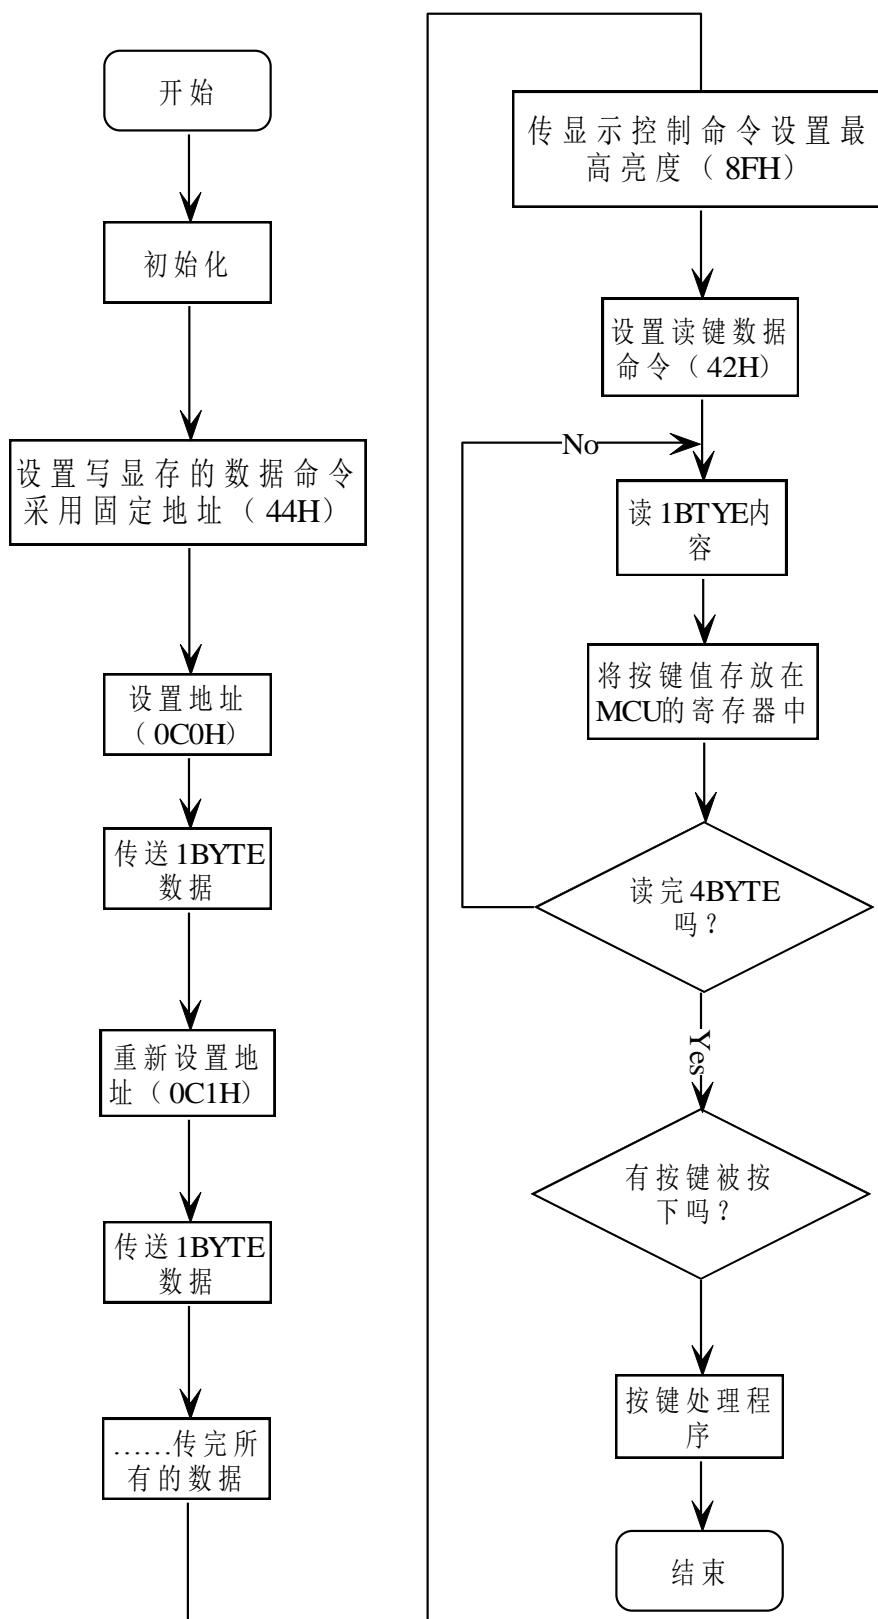 开始
初始化
设置写显存的数据命令
采用固定地址（44H）
设置地址
（0C0H）
传送1BYTE
数据
重新设置地
址（0C1H）
传送1BYTE
数据
……传完所
有的数据
传显示控制命令设置最
高亮度（8FH）
设置读键数据
命令（42H）
No
读1BTYE内
容
将按键值存放在
MCU的寄存器中
读完4BYTE
吗？
Yes
有按键被按
下吗？
按键处理程
序
结束